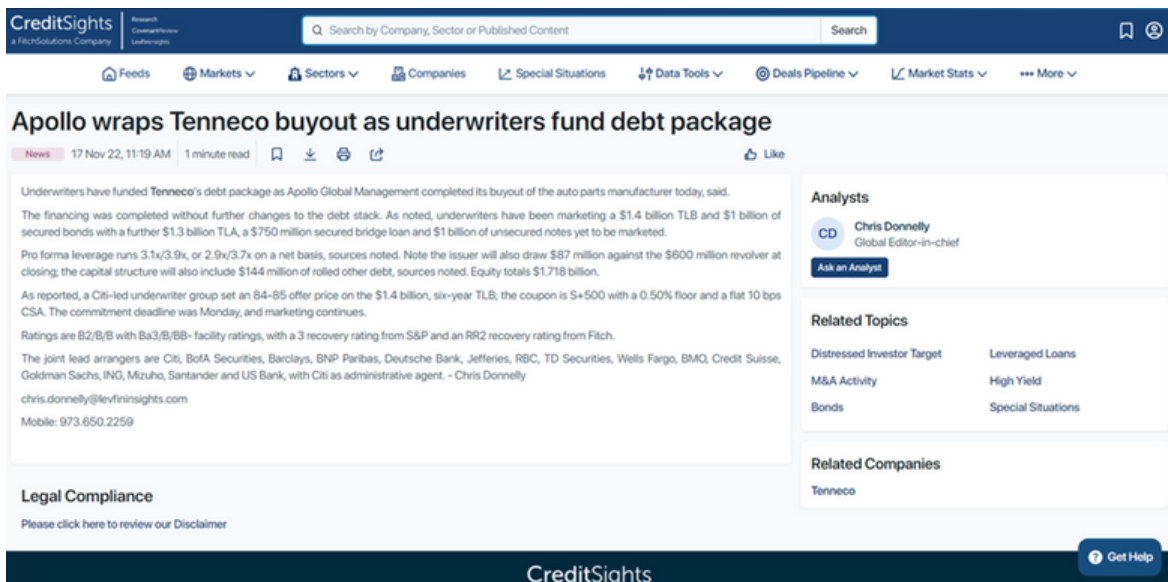 CreditSights
a FitchSolutions Company
Research
CovenantReview
LevFinInsights
Search by Company, Sector or Published Content
Search
Feeds
Markets
Sectors
Companies
Special Situations
Data Tools
Deals Pipeline
Market Stats
More
Apollo wraps Tenneco buyout as underwriters fund debt package
News
17 Nov 22, 11:19 AM
1 minute read
Like
Underwriters have funded Tenneco's debt package as Apollo Global Management completed its buyout of the auto parts manufacturer today, said.
The financing was completed without further changes to the debt stack. As noted, underwriters have been marketing a $1.4 billion TLB and $1 billion of
secured bonds with a further $1.3 billion TLA, a $750 million secured bridge loan and $1 billion of unsecured notes yet to be marketed.
Pro forma leverage runs 3.1x/3.9x, or 2.9x/3.7x on a net basis, sources noted. Note the issuer will also draw $87 million against the $600 million revolver at
closing; the capital structure will also include $144 million of rolled other debt, sources noted. Equity totals $1.718 billion.
As reported, a Citi-led underwriter group set an 84-85 offer price on the $1.4 billion, six-year TLB; the coupon is S+500 with a 0.50% floor and a flat 10 bps
CSA. The commitment deadline was Monday, and marketing continues.
Ratings are B2/B/B with Ba3/B/BB- facility ratings, with a 3 recovery rating from S&P and an RR2 recovery rating from Fitch.
The joint lead arrangers are Citi, BofA Securities, Barclays, BNP Paribas, Deutsche Bank, Jefferies, RBC, TD Securities, Wells Fargo, BMO, Credit Suisse,
Goldman Sachs, ING, Mizuho, Santander and US Bank, with Citi as administrative agent. - Chris Donnelly
chris.donnelly@levfininsights.com
Mobile: 973.650.2259
Legal Compliance
Please click here to review our Disclaimer
Analysts
CD
Chris Donnelly
Global Editor-in-chief
Ask an Analyst
Related Topics
Distressed Investor Target
Leveraged Loans
M&A Activity
High Yield
Bonds
Special Situations
Related Companies
Tenneco
Get Help
CreditSights